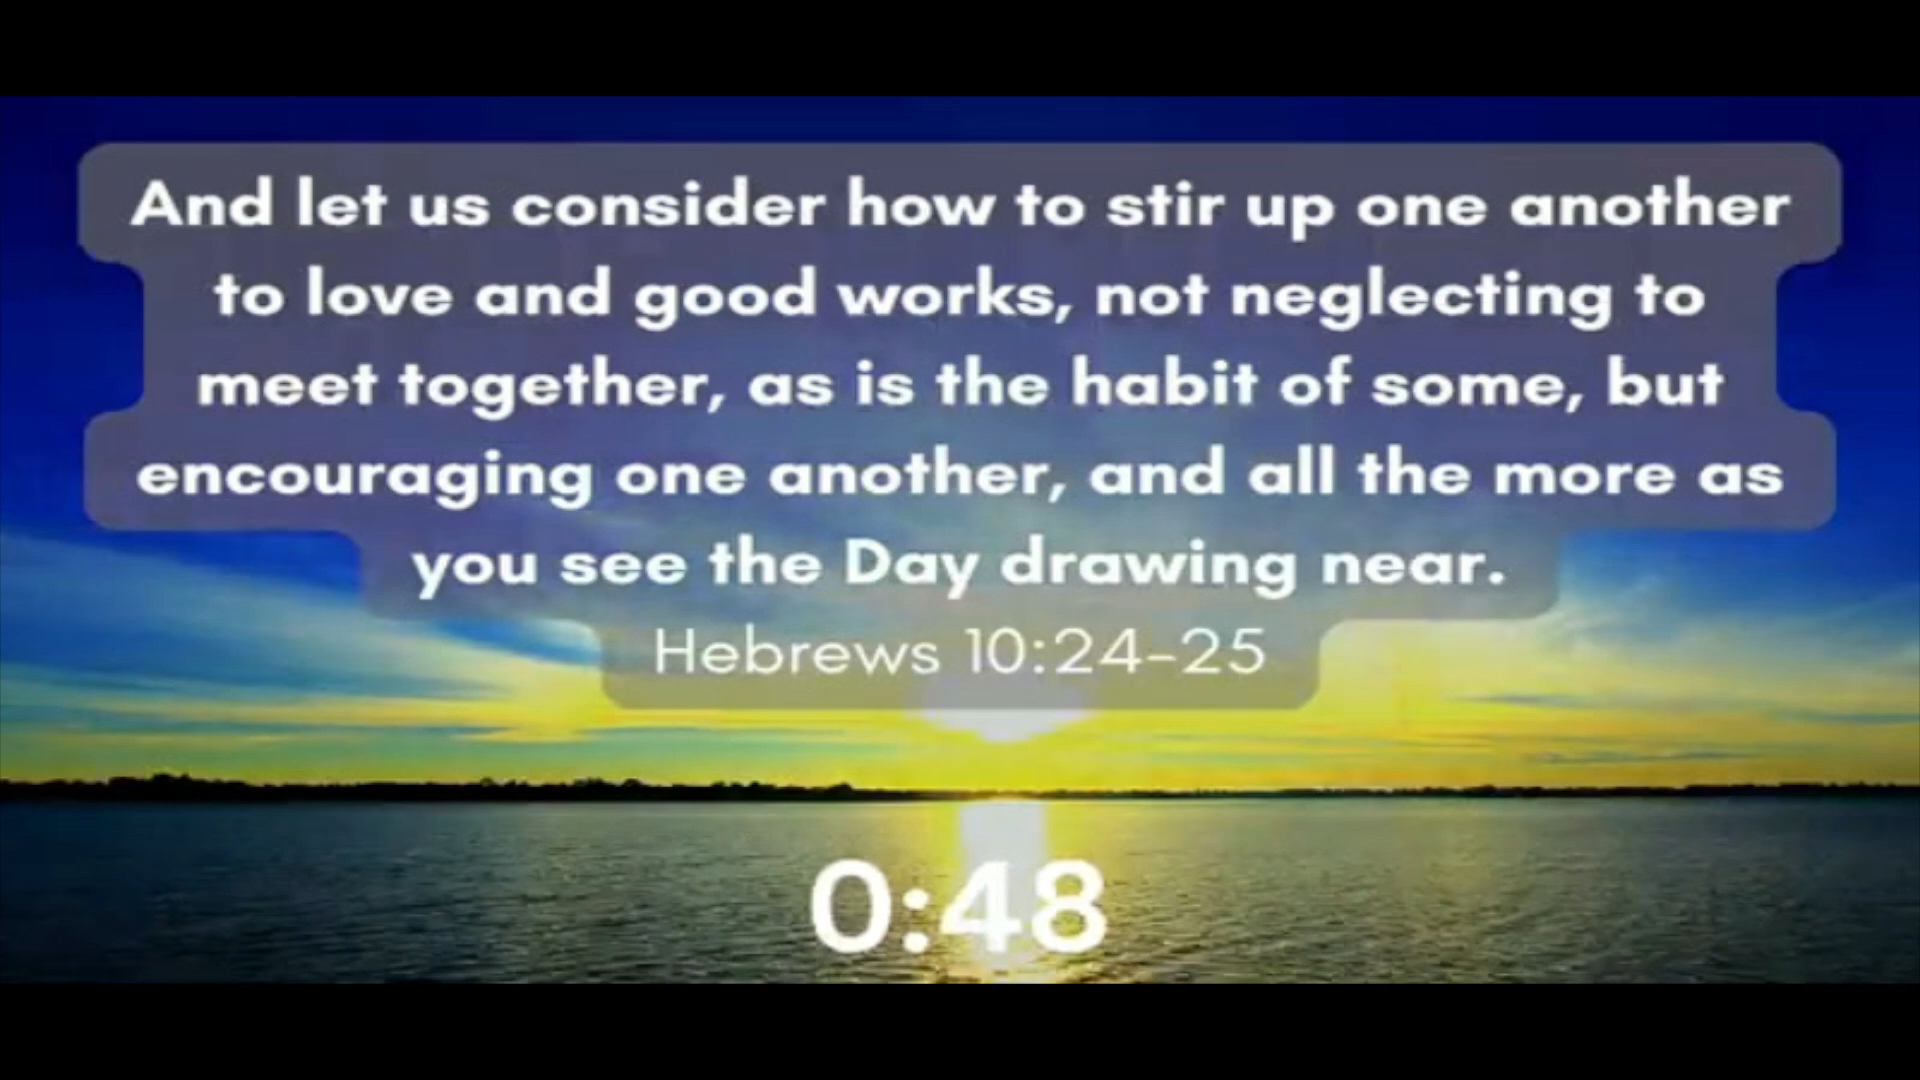 And let us consider how to stir up one another
to love and good works, not neglecting to
meet together, as is the habit of some, but
encouraging one another, and all the more as
you see the Day drawing near.
Hebrews 10:24-25
0:48